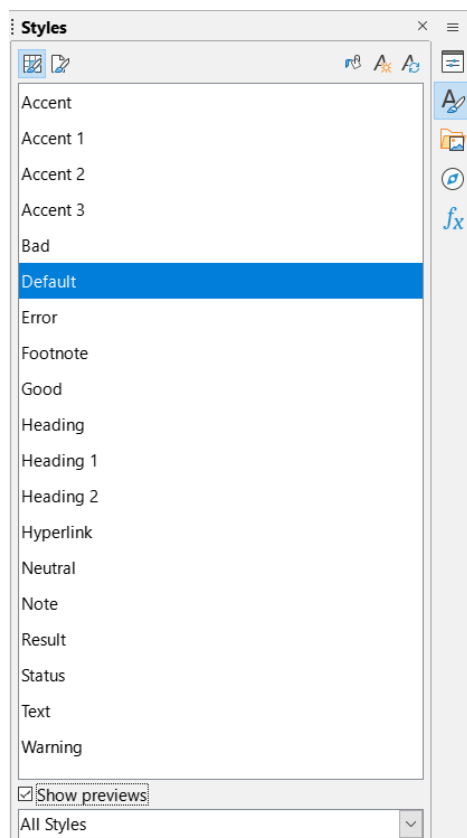 Styles
Accent
Accent 1
Accent 2
Accent 3
Bad
Default
Error
Footnote
Good
Heading
Heading 1
Heading 2
Hyperlink
Neutral
Note
Result
Status
Text
Warning
Show previews
All Styles